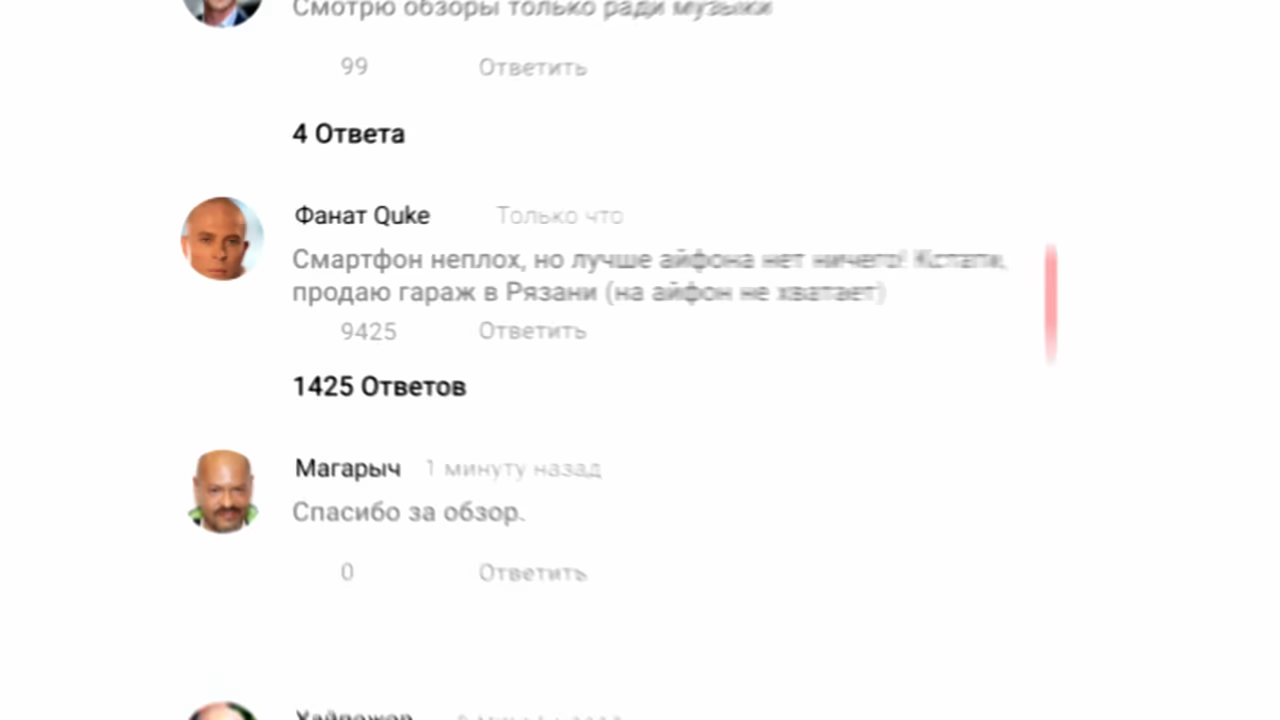 Смотрю обзоры только ради музыки
99 Ответить
4 Ответа
Фанат Quke Только что
Смартфон неплох, но лучше айфона нет ничего! Кстати,
продаю гараж в Рязани (на айфон не хватает)
9425 Ответить
1425 Ответов
Магарыч 1 минуту назад
Спасибо за обзор.
0 Ответить